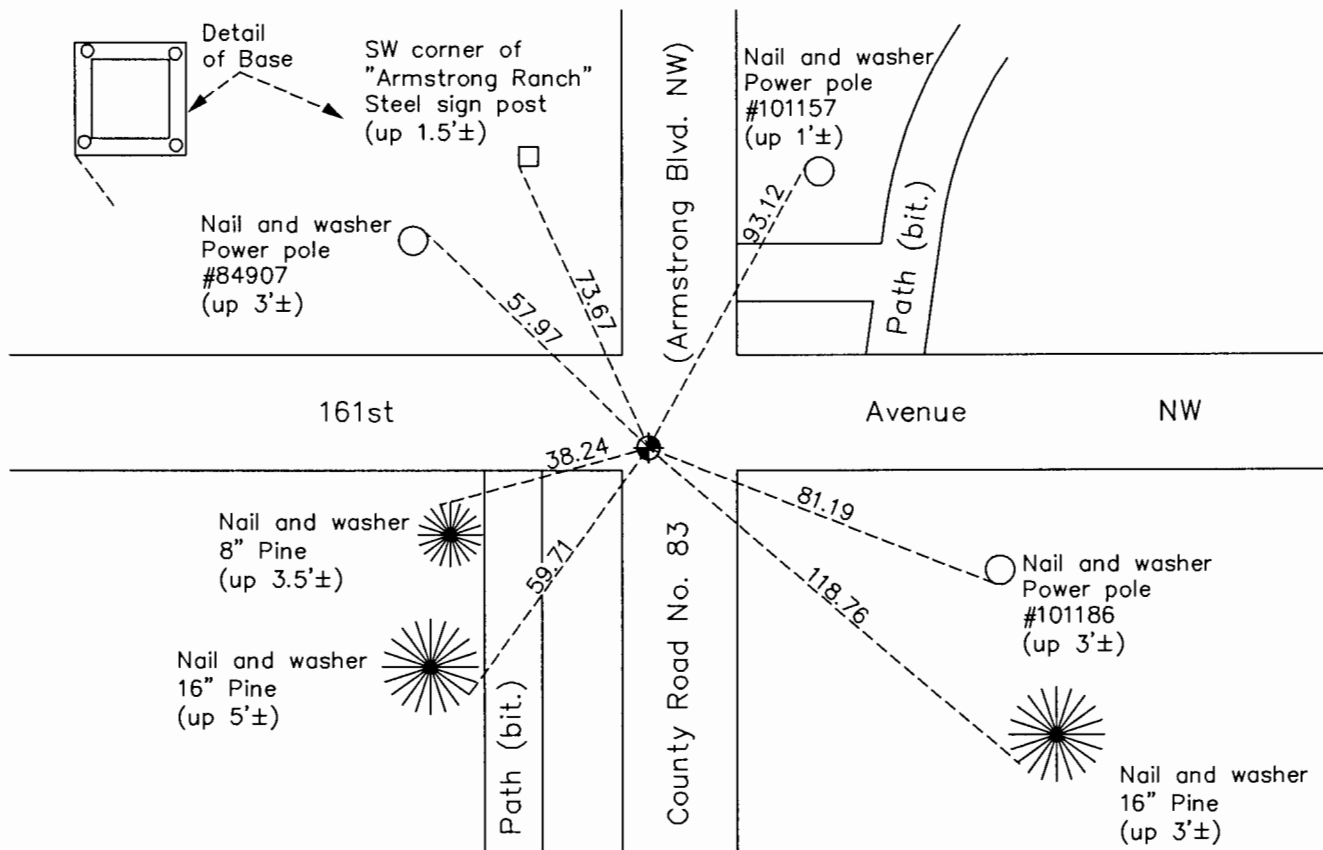 Detail
of Base
SW corner of
"Armstrong Ranch"
Steel sign post
(up 1.5'±)
Nail and washer
Power pole
#101157
(up 1'±)
Nail and washer
Power pole
#84907
(up 3'±)
57.97
73.67
93.12
(Armstrong Blvd. NW)
Path (bit.)
161st
Avenue
NW
38.24
59.71
81.19
118.76
Nail and washer
8" Pine
(up 3.5'±)
Nail and washer
16" Pine
(up 5'±)
Path (bit.)
County Road No. 83
Nail and washer
Power pole
#101186
(up 3'±)
Nail and washer
16" Pine
(up 3'±)